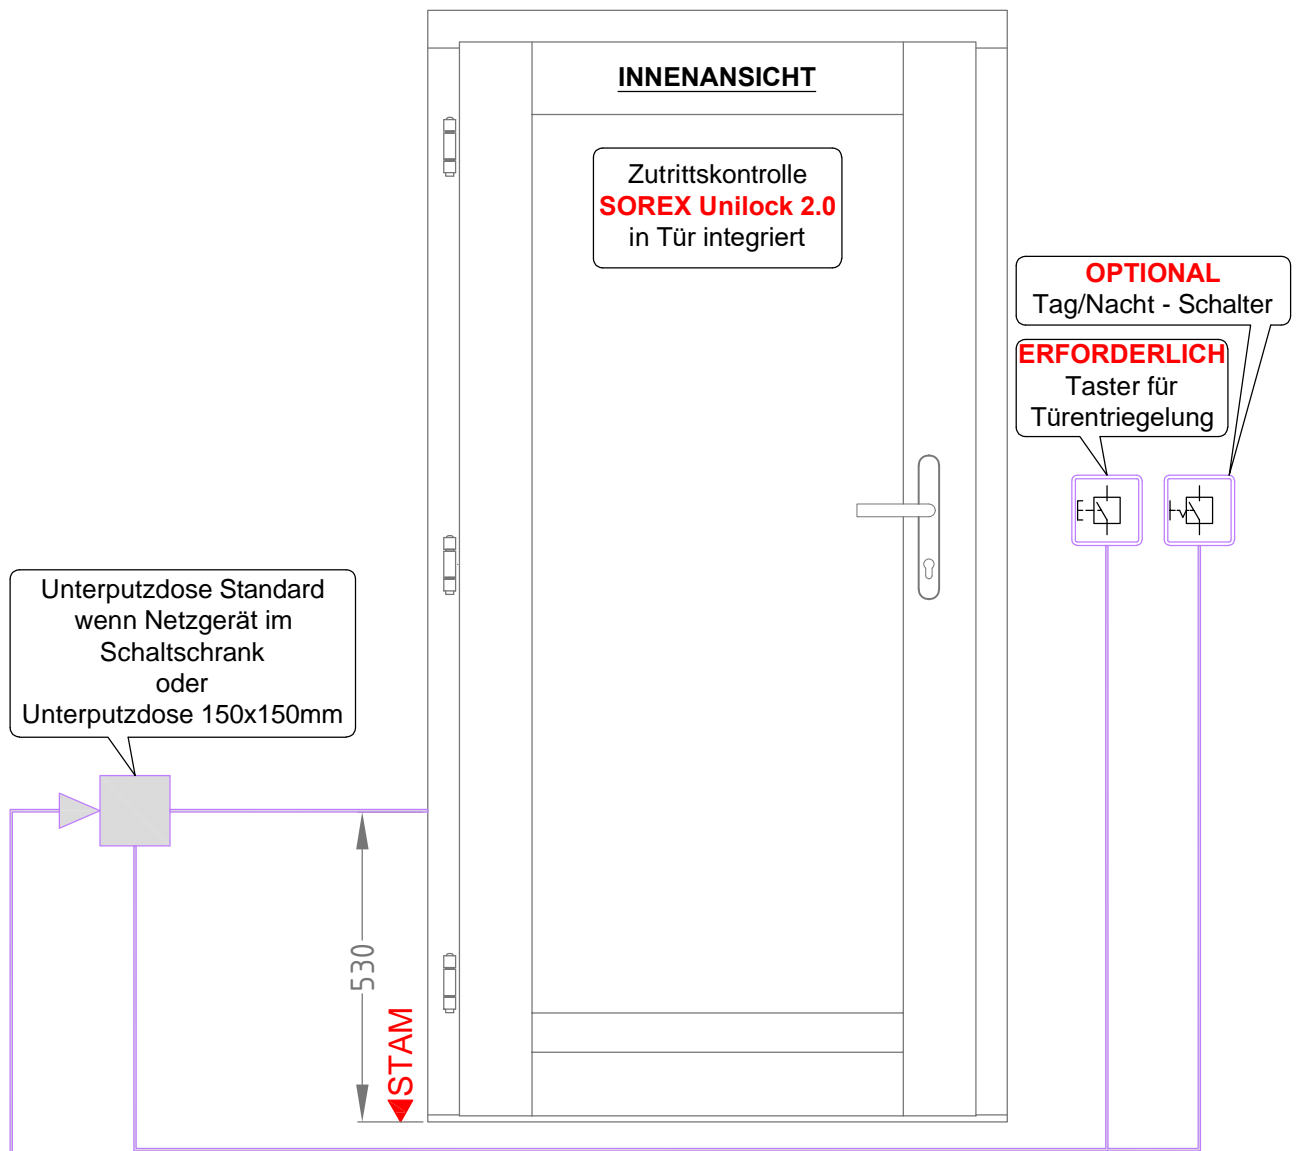 INNENANSICHT
Zutrittskontrolle
SOREX Unilock 2.0
in Tür integriert
OPTIONAL
Tag/Nacht - Schalter
ERFORDERLICH
Taster für
Türentriegelung
Unterputzdose Standard
wenn Netzgerät im
Schaltschrank
oder
Unterputzdose 150x150mm
530
STAM